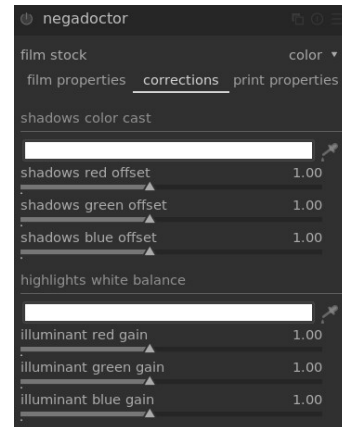 negadoctor
film stock color
film properties corrections print properties
shadows color cast
shadows red offset 1.00
shadows green offset 1.00
shadows blue offset 1.00
highlights white balance
illuminant red gain 1.00
illuminant green gain 1.00
illuminant blue gain 1.00